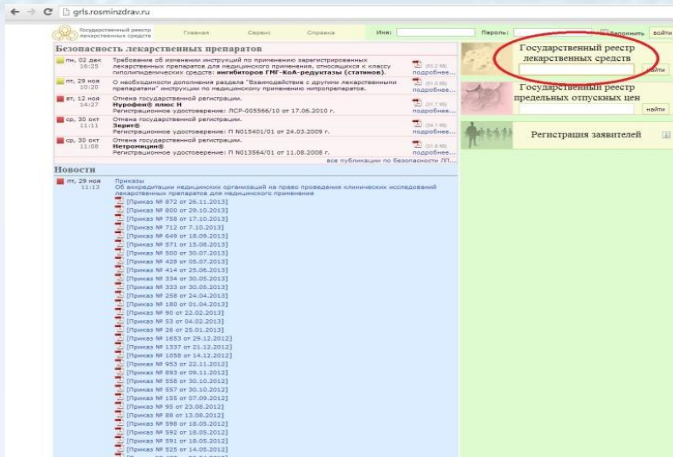 grls.rosminzdrav.ru
Государственный реестр
лекарственных средств
Главная Сервис Справка Имя: Пароль: Запомнить войти
Безопасность лекарственных препаратов
пн, 02 дек
16:25
Требование об изменении инструкций по применению зарегистрированных
лекарственных препаратов для медицинского применения, относящихся к классу
гиполипидемических средств: ингибиторов ГМГ-КоА-редуктазы (статинов).
подробнее...
пт, 29 ноя
10:20
О необходимости дополнения раздела "Взаимодействие с другими лекарственными
препаратами" инструкции по медицинскому применению нитропрепаратов.
подробнее...
вт, 12 ноя
14:27
Отмена государственной регистрации.
Нурофен® плюс Н
Регистрационное удостоверение: ЛСР-005566/10 от 17.06.2010 г.
подробнее...
ср, 30 окт
11:11
Отмена государственной регистрации.
Зерит®
Регистрационное удостоверение: П N015401/01 от 24.03.2009 г.
подробнее...
ср, 30 окт
11:08
Отмена государственной регистрации.
Нетромицин®
Регистрационное удостоверение: П N013564/01 от 11.08.2008 г.
подробнее...
все публикации по безопасности ЛП...
Новости
пт, 29 ноя
11:13
Приказы
Об аккредитации медицинских организаций на право проведения клинических исследований
лекарственных препаратов для медицинского применения
[Приказ № 872 от 26.11.2013]
[Приказ № 800 от 29.10.2013]
[Приказ № 758 от 17.10.2013]
[Приказ № 712 от 7.10.2013]
[Приказ № 649 от 18.09.2013]
[Приказ № 571 от 15.08.2013]
[Приказ № 500 от 30.07.2013]
[Приказ № 428 от 05.07.2013]
[Приказ № 414 от 25.06.2013]
[Приказ № 334 от 30.05.2013]
[Приказ № 333 от 30.05.2013]
[Приказ № 258 от 24.04.2013]
[Приказ № 180 от 01.04.2013]
[Приказ № 90 от 22.02.2013]
[Приказ № 53 от 04.02.2013]
[Приказ № 26 от 25.01.2013]
[Приказ № 1653 от 29.12.2012]
[Приказ № 1337 от 21.12.2012]
[Приказ № 1058 от 14.12.2012]
[Приказ № 953 от 22.11.2012]
[Приказ № 893 от 09.11.2012]
[Приказ № 558 от 30.10.2012]
[Приказ № 557 от 30.10.2012]
[Приказ № 155 от 07.09.2012]
[Приказ № 95 от 23.08.2012]
[Приказ № 88 от 13.08.2012]
[Приказ № 598 от 18.05.2012]
[Приказ № 592 от 18.05.2012]
[Приказ № 591 от 18.05.2012]
[Приказ № 525 от 14.05.2012]
Государственный реестр
лекарственных средств
найти
Государственный реестр
предельных отпускных цен
найти
Регистрация заявителей